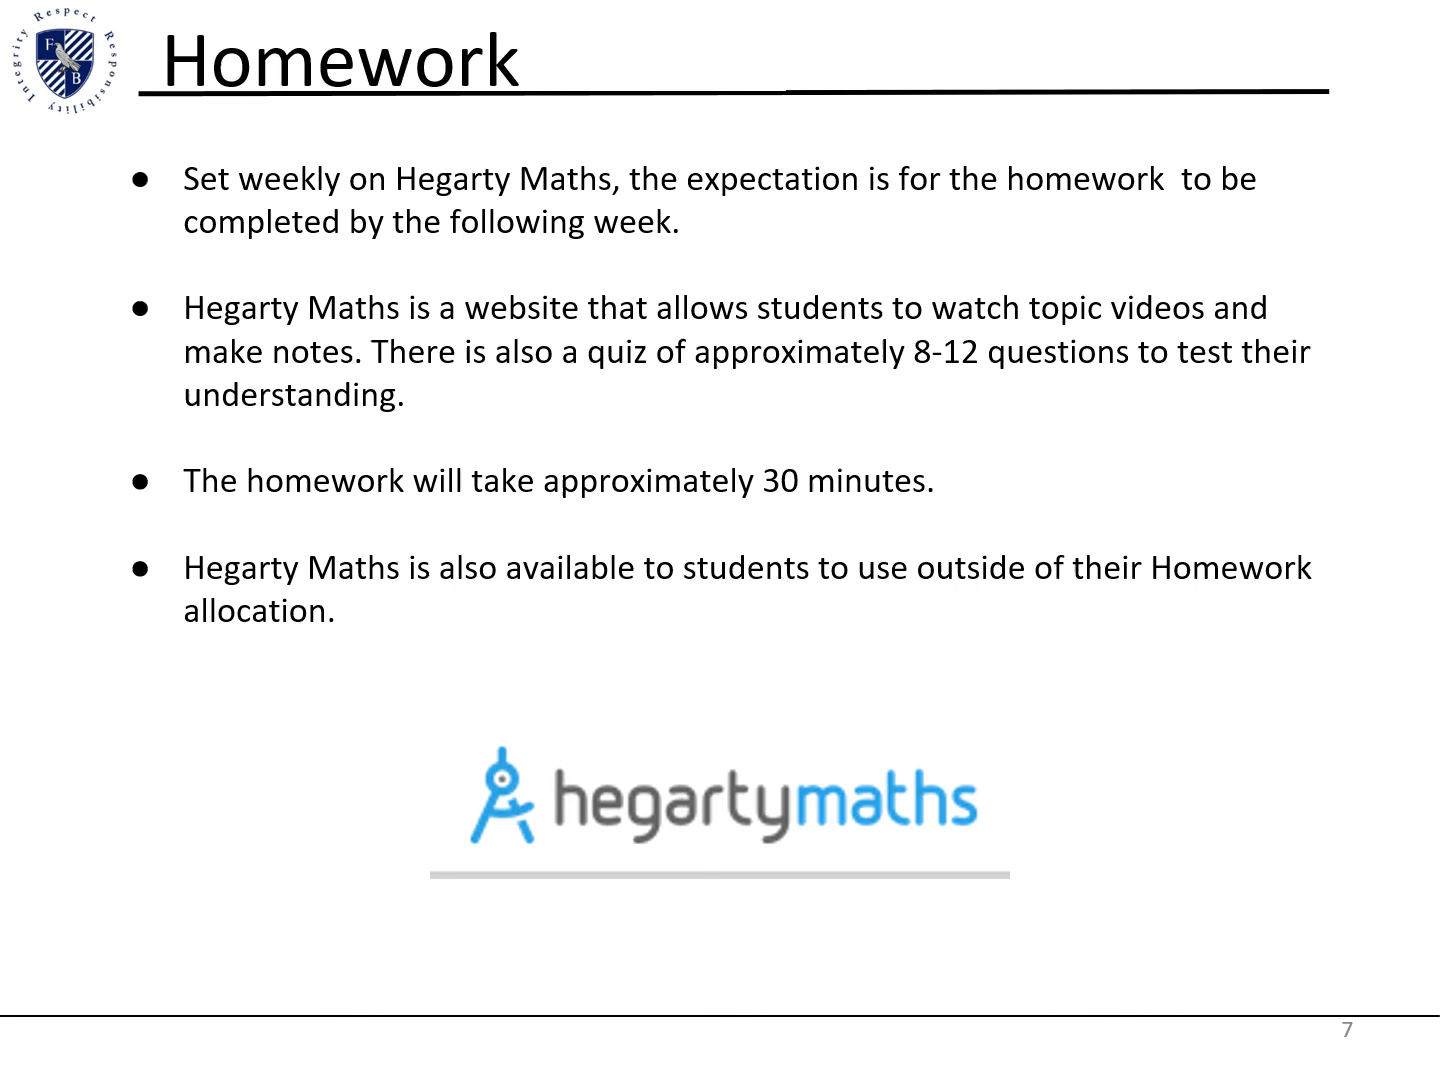 Integrity Respect Responsibility
F
B
Homework
● Set weekly on Hegarty Maths, the expectation is for the homework  to be
completed by the following week.
● Hegarty Maths is a website that allows students to watch topic videos and
make notes. There is also a quiz of approximately 8-12 questions to test their
understanding.
● The homework will take approximately 30 minutes.
● Hegarty Maths is also available to students to use outside of their Homework
allocation.
hegartymaths
7